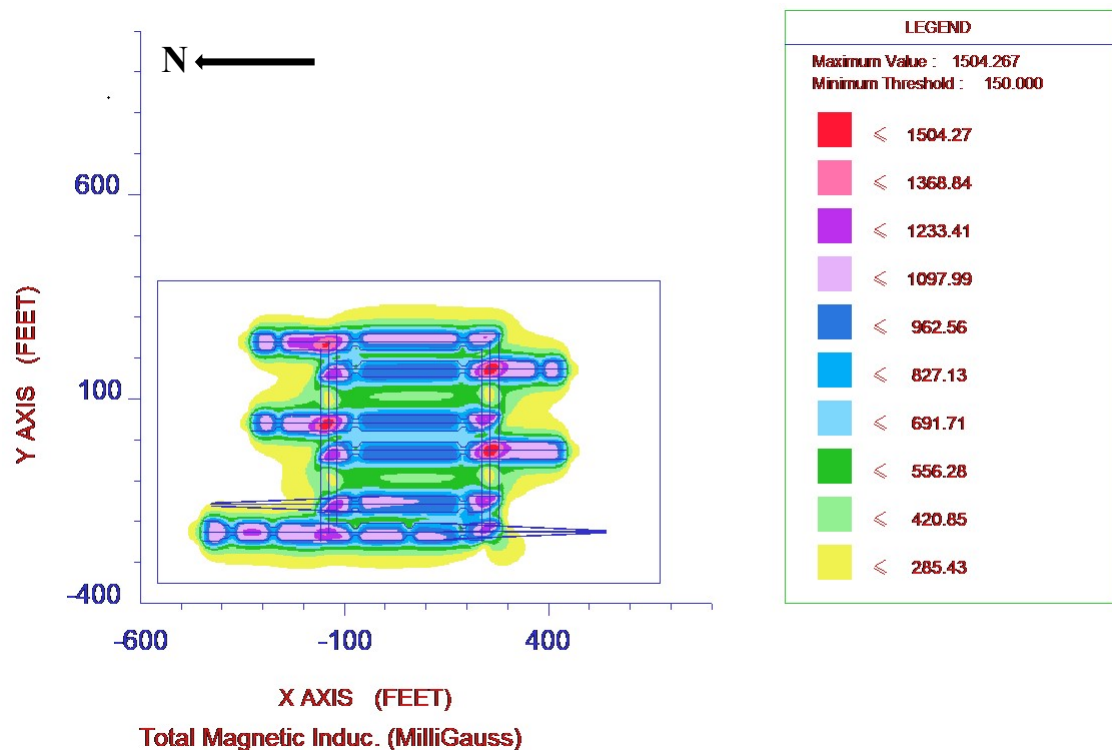 N
LEGEND
Maximum Value : 1504.267
Minimum Threshold : 150.000
⩽ 1504.27
⩽ 1368.84
⩽ 1233.41
⩽ 1097.99
⩽ 962.56
⩽ 827.13
⩽ 691.71
⩽ 556.28
⩽ 420.85
⩽ 285.43
Y AXIS (FEET)
600
100
-400
-600
-100
400
X AXIS (FEET)
Total Magnetic Induc. (MilliGauss)